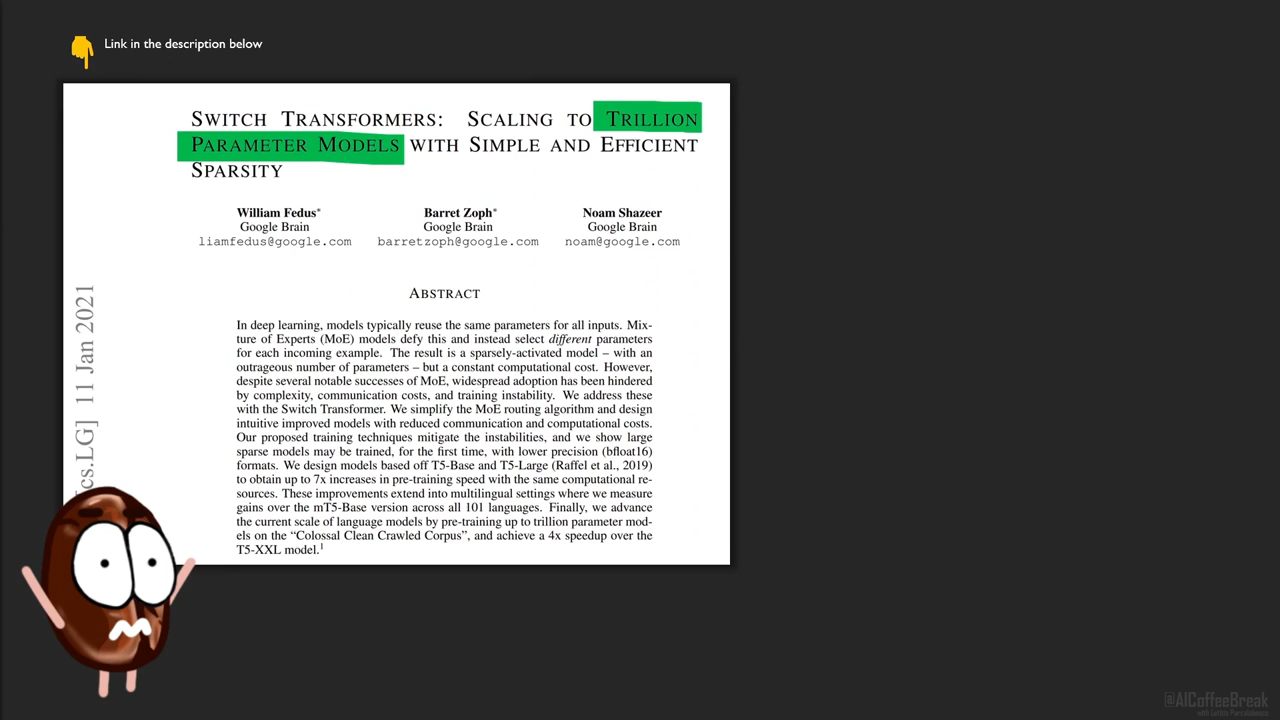 Link in the description below
SWITCH TRANSFORMERS: SCALING TO TRILLION
PARAMETER MODELS WITH SIMPLE AND EFFICIENT
SPARSITY
William Fedus* Barret Zoph* Noam Shazeer
Google Brain Google Brain Google Brain
liamfedus@google.com barretzoph@google.com noam@google.com
ABSTRACT
In deep learning, models typically reuse the same parameters for all inputs. Mix-
ture of Experts (MoE) models defy this and instead select different parameters
for each incoming example. The result is a sparsely-activated model – with an
outrageous number of parameters – but a constant computational cost. However,
despite several notable successes of MoE, widespread adoption has been hindered
by complexity, communication costs, and training instability. We address these
with the Switch Transformer. We simplify the MoE routing algorithm and design
intuitive improved models with reduced communication and computational costs.
Our proposed training techniques mitigate the instabilities, and we show large
sparse models may be trained, for the first time, with lower precision (bfloat16)
formats. We design models based off T5-Base and T5-Large (Raffel et al., 2019)
to obtain up to 7x increases in pre-training speed with the same computational re-
sources. These improvements extend into multilingual settings where we measure
gains over the mT5-Base version across all 101 languages. Finally, we advance
the current scale of language models by pre-training up to trillion parameter mod-
els on the “Colossal Clean Crawled Corpus”, and achieve a 4x speedup over the
T5-XXL model.1
cs.LG] 11 Jan 2021
@AICoffeeBreak